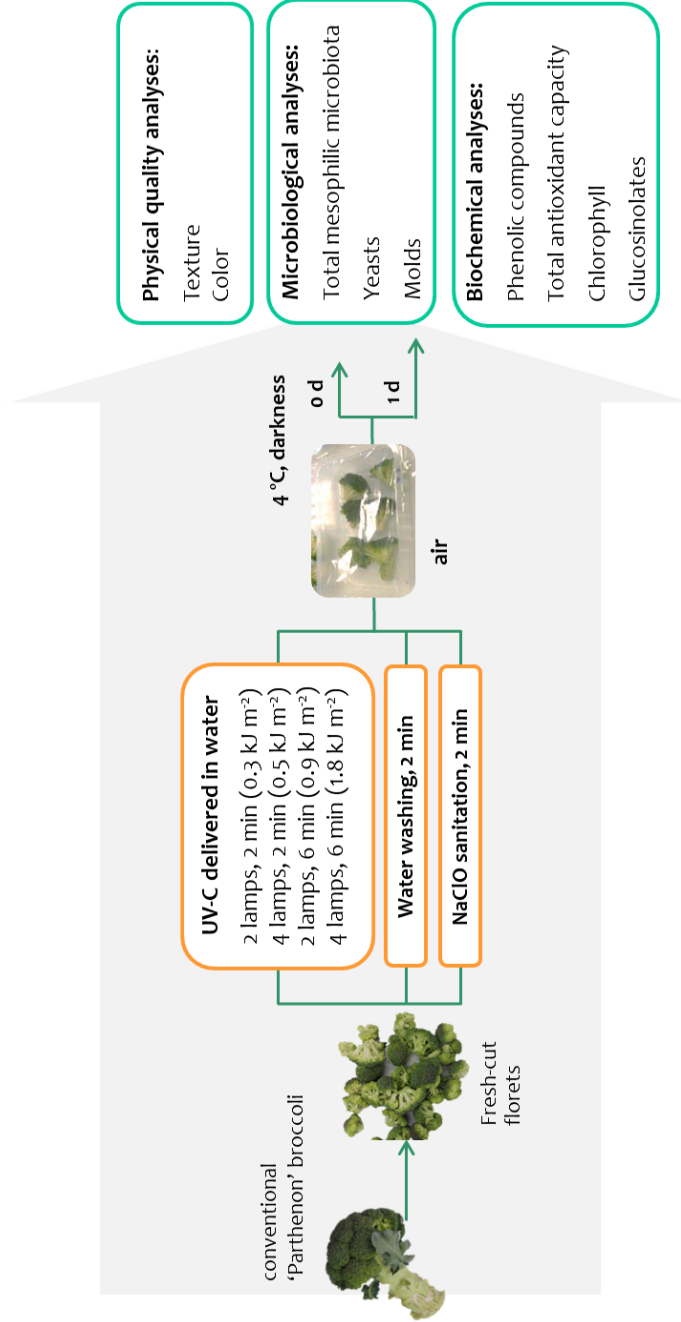 conventional
‘Parthenon’ broccoli
Fresh-cut
florets
UV-C delivered in water
2 lamps, 2 min (0.3 kJ m⁻²)
4 lamps, 2 min (0.5 kJ m⁻²)
2 lamps, 6 min (0.9 kJ m⁻²)
4 lamps, 6 min (1.8 kJ m⁻²)
Water washing, 2 min
NaClO sanitation, 2 min
4 °C, darkness
air
0 d
1 d
Physical quality analyses:
Texture
Color
Microbiological analyses:
Total mesophilic microbiota
Yeasts
Molds
Biochemical analyses:
Phenolic compounds
Total antioxidant capacity
Chlorophyll
Glucosinolates